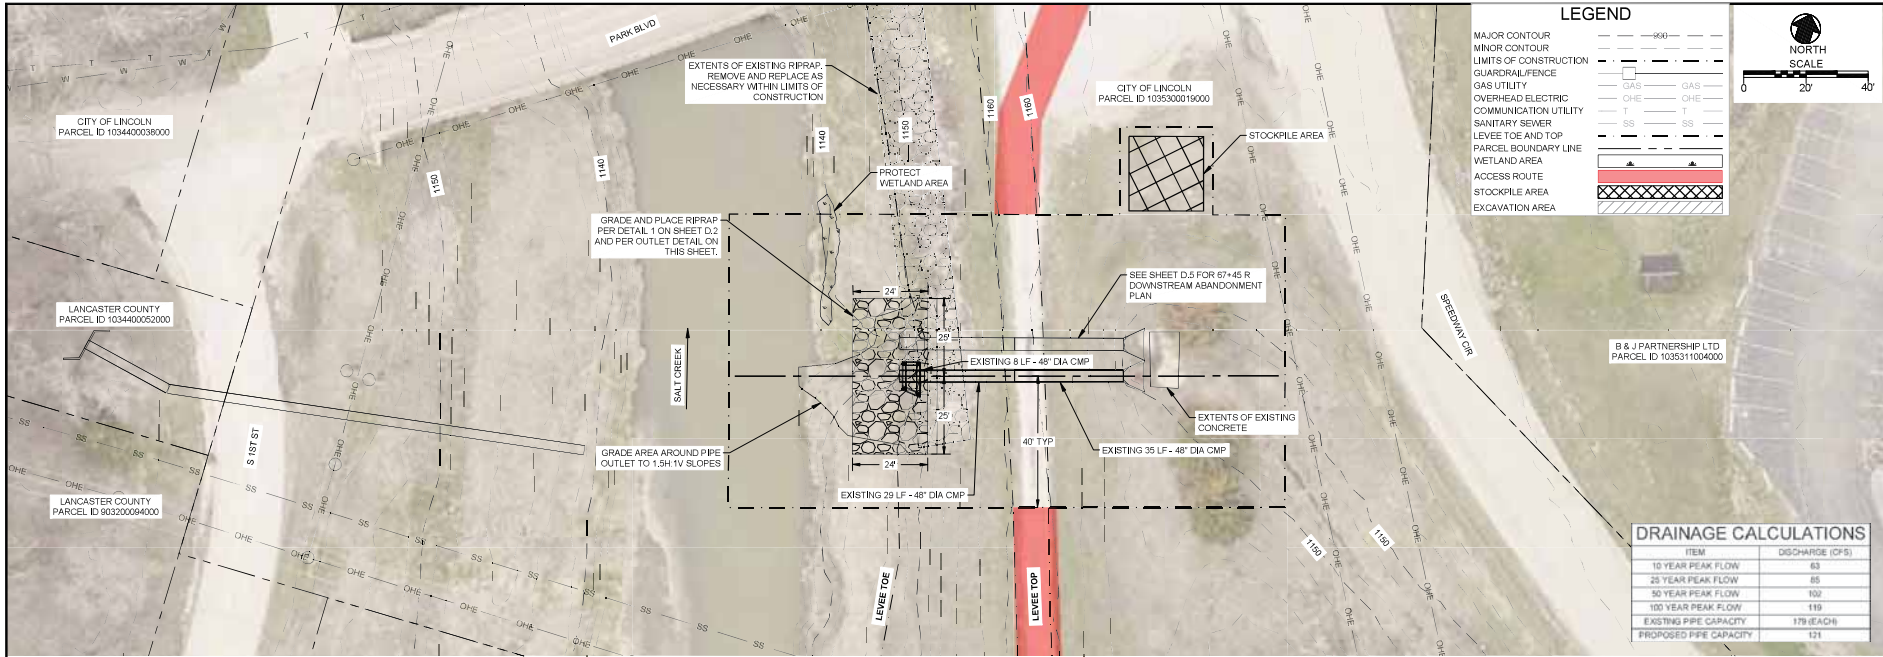 PARK BLVD
CITY OF LINCOLN
PARCEL ID 1034400038000
EXTENTS OF EXISTING RIPRAP.
REMOVE AND REPLACE AS
NECESSARY WITHIN LIMITS OF
CONSTRUCTION
CITY OF LINCOLN
PARCEL ID 1035300019000
STOCKPILE AREA
PROTECT
WETLAND AREA
GRADE AND PLACE RIPRAP
PER DETAIL 1 ON SHEET D.2
AND PER OUTLET DETAIL ON
THIS SHEET.
LEGEND
MAJOR CONTOUR
990
MINOR CONTOUR
LIMITS OF CONSTRUCTION
GUARDRAIL/FENCE
GAS UTILITY GAS GAS
OVERHEAD ELECTRIC OHE OHE
COMMUNICATION UTILITY T T
SANITARY SEWER SS SS
LEVEE TOE AND TOP
PARCEL BOUNDARY LINE
WETLAND AREA
ACCESS ROUTE
STOCKPILE AREA
EXCAVATION AREA
NORTH
SCALE
0 20' 40'
1150
1140
1140
1150
1160
1160
LANCASTER COUNTY
PARCEL ID 1034400052000
SALT CREEK
S 1ST ST
LANCASTER COUNTY
PARCEL ID 903200094000
24'
25'
25'
24'
SEE SHEET D.5 FOR 67+45 R
DOWNSTREAM ABANDONMENT
PLAN
EXISTING 8 LF - 48" DIA CMP
EXTENTS OF EXISTING
CONCRETE
40' TYP
EXISTING 35 LF - 48" DIA CMP
GRADE AREA AROUND PIPE
OUTLET TO 1.5H:1V SLOPES
EXISTING 29 LF - 48" DIA CMP
SPEEDWAY CIR
B & J PARTNERSHIP LTD
PARCEL ID 1035311004000
LEVEE TOE
LEVEE TOP
1150
1150
DRAINAGE CALCULATIONS
ITEM DISCHARGE (CFS)
10 YEAR PEAK FLOW 63
25 YEAR PEAK FLOW 85
50 YEAR PEAK FLOW 102
100 YEAR PEAK FLOW 119
EXISTING PIPE CAPACITY 179 (EACH)
PROPOSED PIPE CAPACITY 121